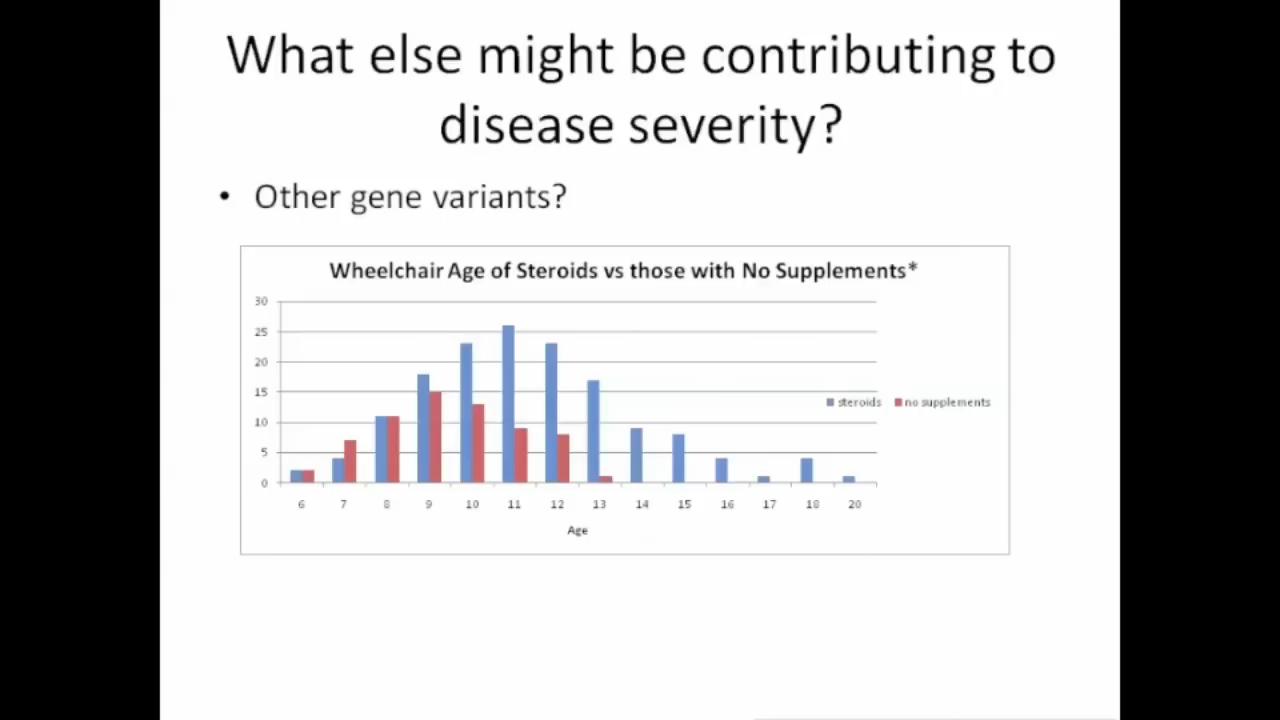 What else might be contributing to
disease severity?
• Other gene variants?
Wheelchair Age of Steroids vs those with No Supplements*
30
25
20
15
10
5
0
steroids no supplements
6 7 8 9 10 11 12 13 14 15 16 17 18 20
Age